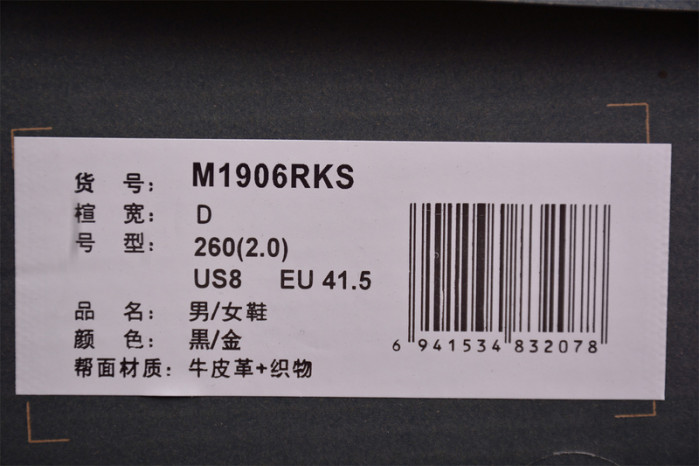 货 号： M1906RKS
楦 宽： D
号 型： 260(2.0)
US8 EU 41.5
品 名： 男/女鞋
颜 色： 黑/金
帮面材质： 牛皮革+织物
6 941534 832078